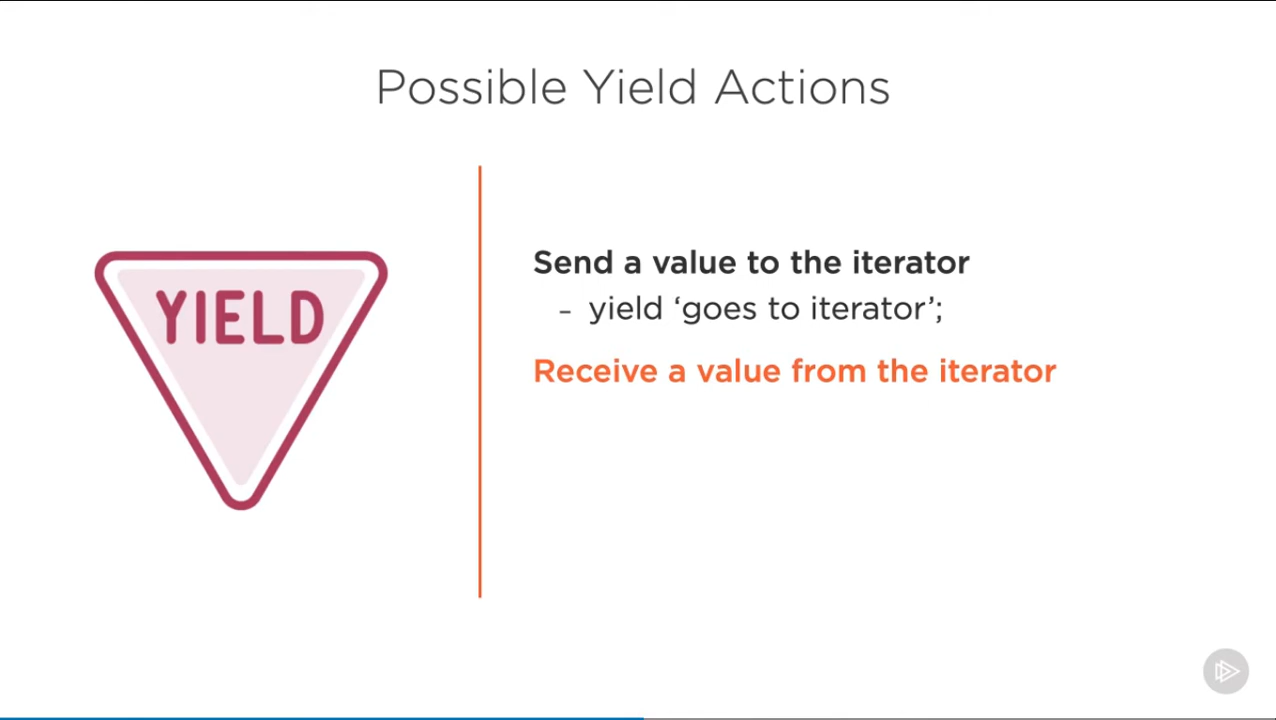 Possible Yield Actions
YIELD
Send a value to the iterator
– yield ‘goes to iterator’;
Receive a value from the iterator